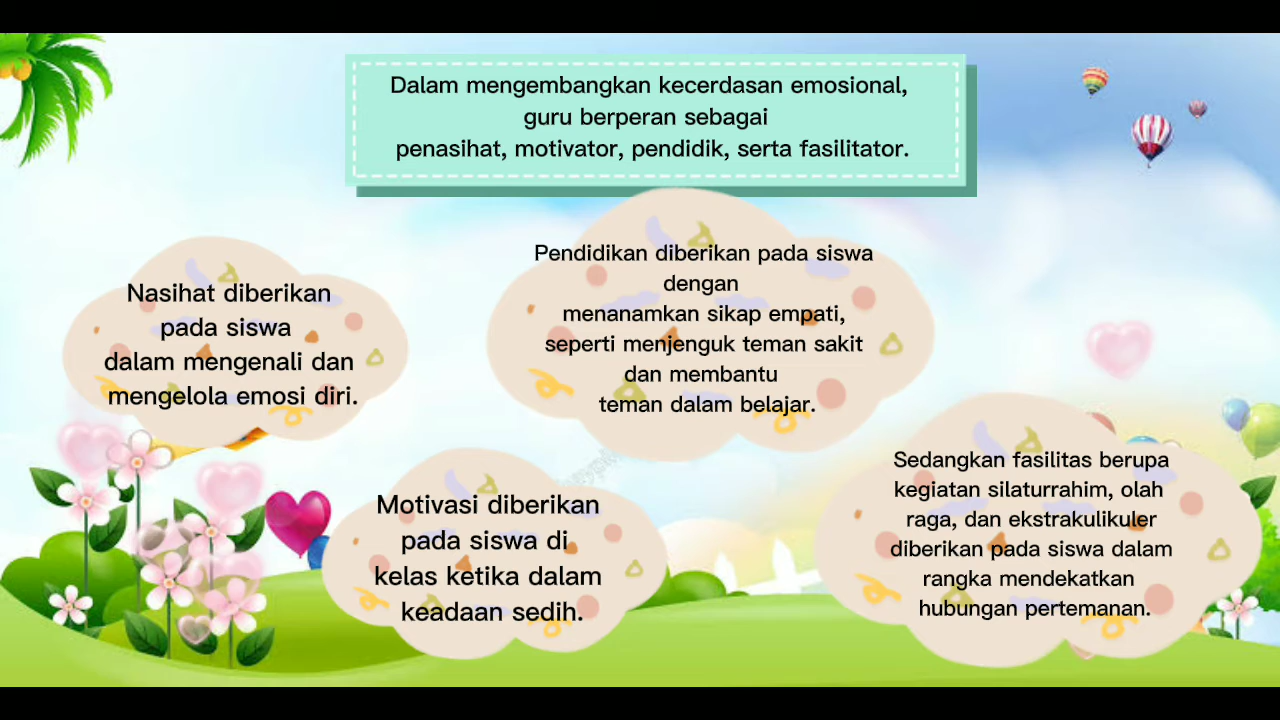 Dalam mengembangkan kecerdasan emosional,
guru berperan sebagai
penasihat, motivator, pendidik, serta fasilitator.
Nasihat diberikan
pada siswa
dalam mengenali dan
mengelola emosi diri.
Pendidikan diberikan pada siswa
dengan
menanamkan sikap empati,
seperti menjenguk teman sakit
dan membantu
teman dalam belajar.
Motivasi diberikan
pada siswa di
kelas ketika dalam
keadaan sedih.
Sedangkan fasilitas berupa
kegiatan silaturrahim, olah
raga, dan ekstrakulikuler
diberikan pada siswa dalam
rangka mendekatkan
hubungan pertemanan.